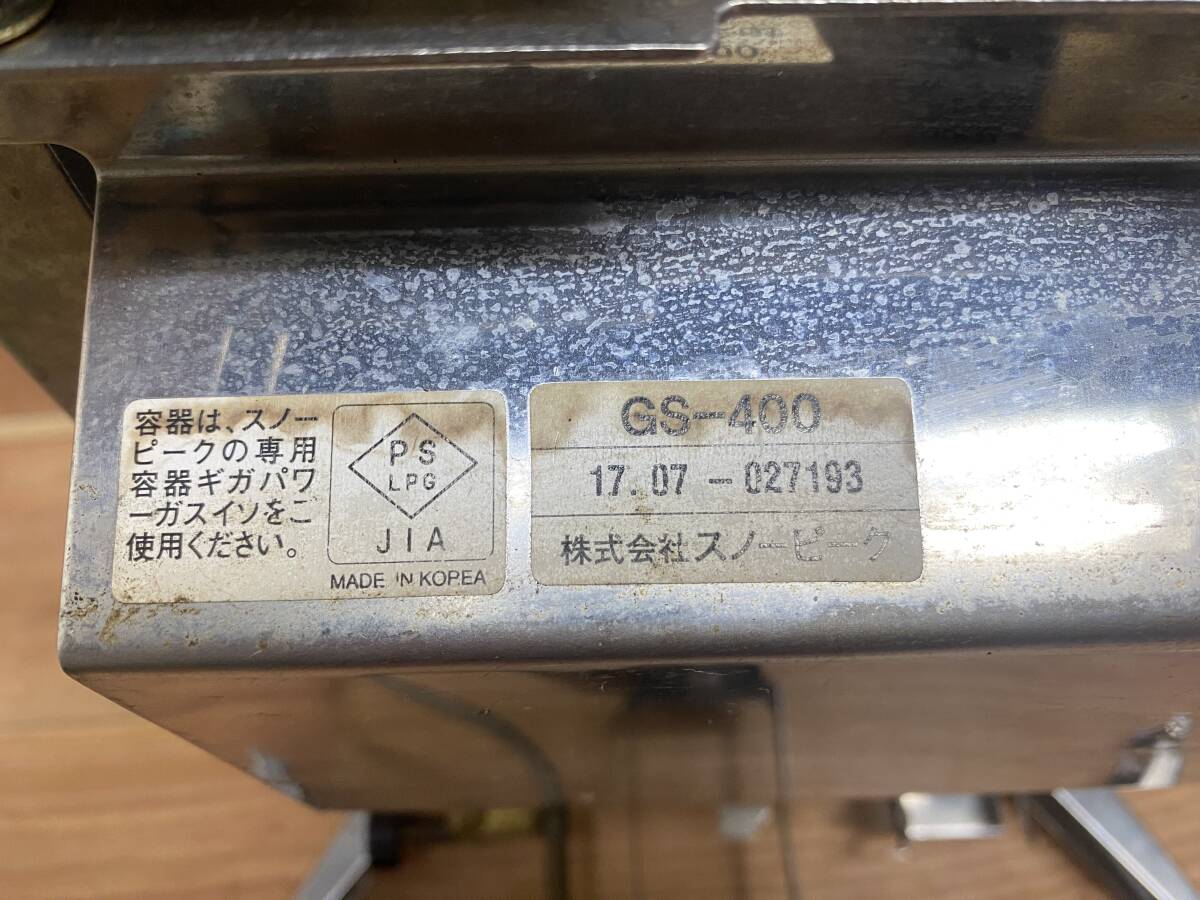 容器は、スノー
ピークの専用
容器ギガパワ
ーガスイソをご
使用ください。
PS
LPG
JIA
MADE IN KOREA
GS-400
17.07-027193
株式会社スノーピーク